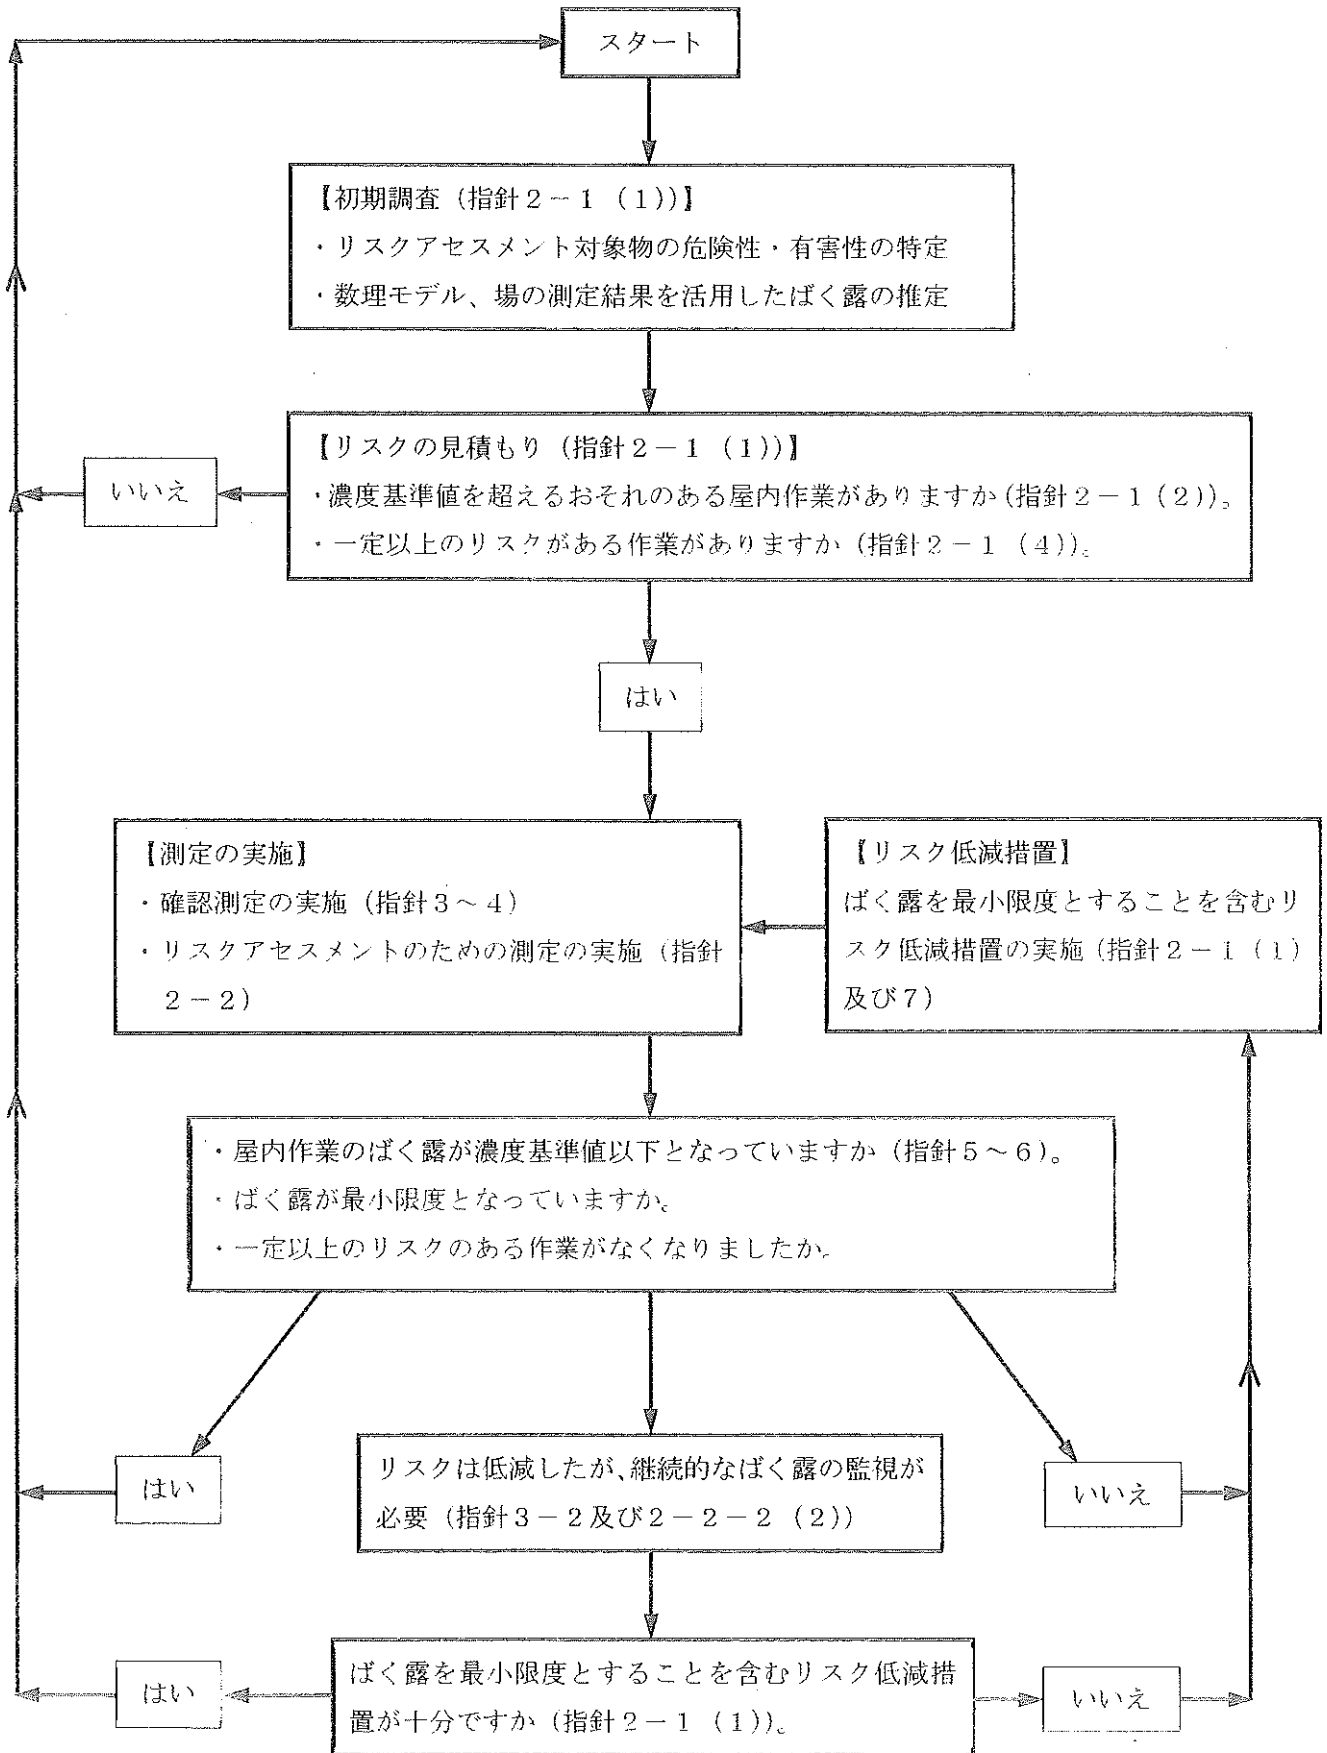 スタート
【初期調査（指針２－１（１））】
・リスクアセスメント対象物の危険性・有害性の特定
・数理モデル、場の測定結果を活用したばく露の推定
【リスクの見積もり（指針２－１（１））】
・濃度基準値を超えるおそれのある屋内作業がありますか（指針２－１（２））。
・一定以上のリスクがある作業がありますか（指針２－１（４））。
いいえ
はい
【測定の実施】
・確認測定の実施（指針３～４）
・リスクアセスメントのための測定の実施（指針
２－２）
【リスク低減措置】
ばく露を最小限度とすることを含むリ
スク低減措置の実施（指針２－１（１）
及び７）
・屋内作業のばく露が濃度基準値以下となっていますか（指針５～６）。
・ばく露が最小限度となっていますか。
・一定以上のリスクのある作業がなくなりましたか。
はい
リスクは低減したが、継続的なばく露の監視が
必要（指針３－２及び２－２－２（２））
いいえ
はい
ばく露を最小限度とすることを含むリスク低減措
置が十分ですか（指針２－１（１））。
いいえ